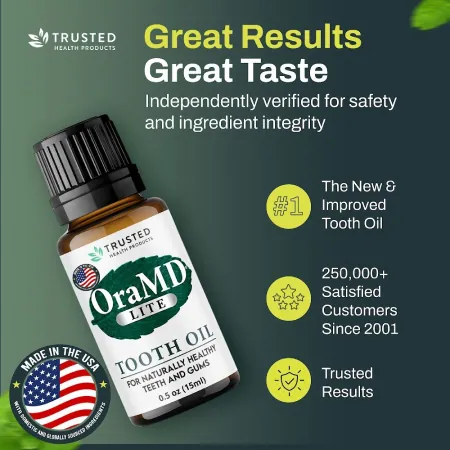 TRUSTED
HEALTH PRODUCTS
Great Results
Great Taste
Independently verified for safety
and ingredient integrity
#1
The New &
Improved
Tooth Oil
250,000+
Satisfied
Customers
Since 2001
Trusted
Results
TRUSTED
HEALTH PRODUCTS
OraMD
LITE
TOOTH OIL
FOR NATURALLY HEALTHY
TEETH AND GUMS
0.5 oz (15ml)
MADE IN THE USA
WITH DOMESTIC AND GLOBALLY SOURCED INGREDIENTS